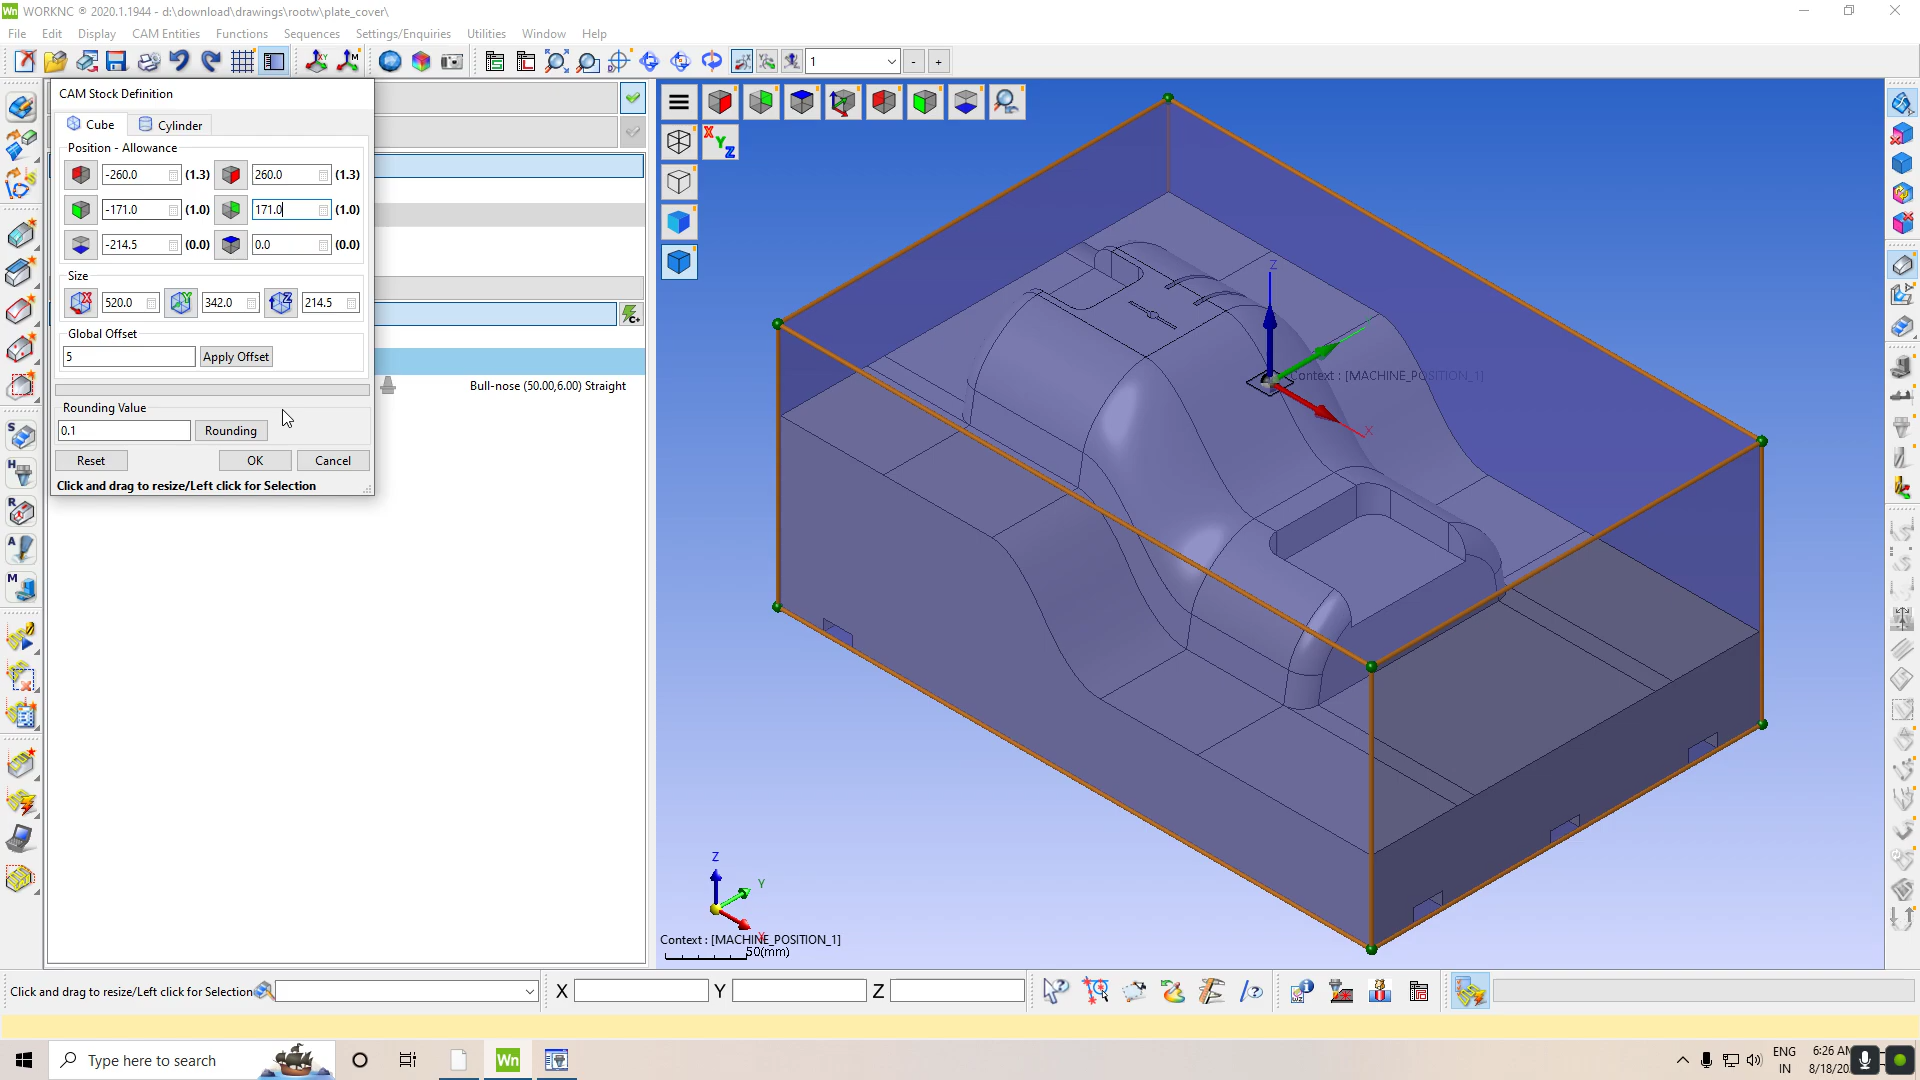 WORKNC ® 2020.1.1944 - d:\download\drawings\rootw\plate_cover\
File Edit Display CAM Entities Functions Sequences Settings/Enquiries Utilities Window Help
1
- +
CAM Stock Definition
Cube Cylinder
Position - Allowance
-260.0 (1.3) 260.0 (1.3)
-171.0 (1.0) 171.0 (1.0)
-214.5 (0.0) 0.0 (0.0)
Size
520.0 342.0 214.5
Global Offset
5 Apply Offset
Rounding Value
0.1 Rounding
Reset OK Cancel
Click and drag to resize/Left click for Selection
Bull-nose (50.00,6.00) Straight
X Y Z
Z
Context : [MACHINE_POSITION_1]
X
Z
Y
X
Context : [MACHINE_POSITION_1]
50(mm)
S
H
R
A
M
Click and drag to resize/Left click for Selection
X Y Z
Type here to search
Wn
ENG
IN
6:26 AM